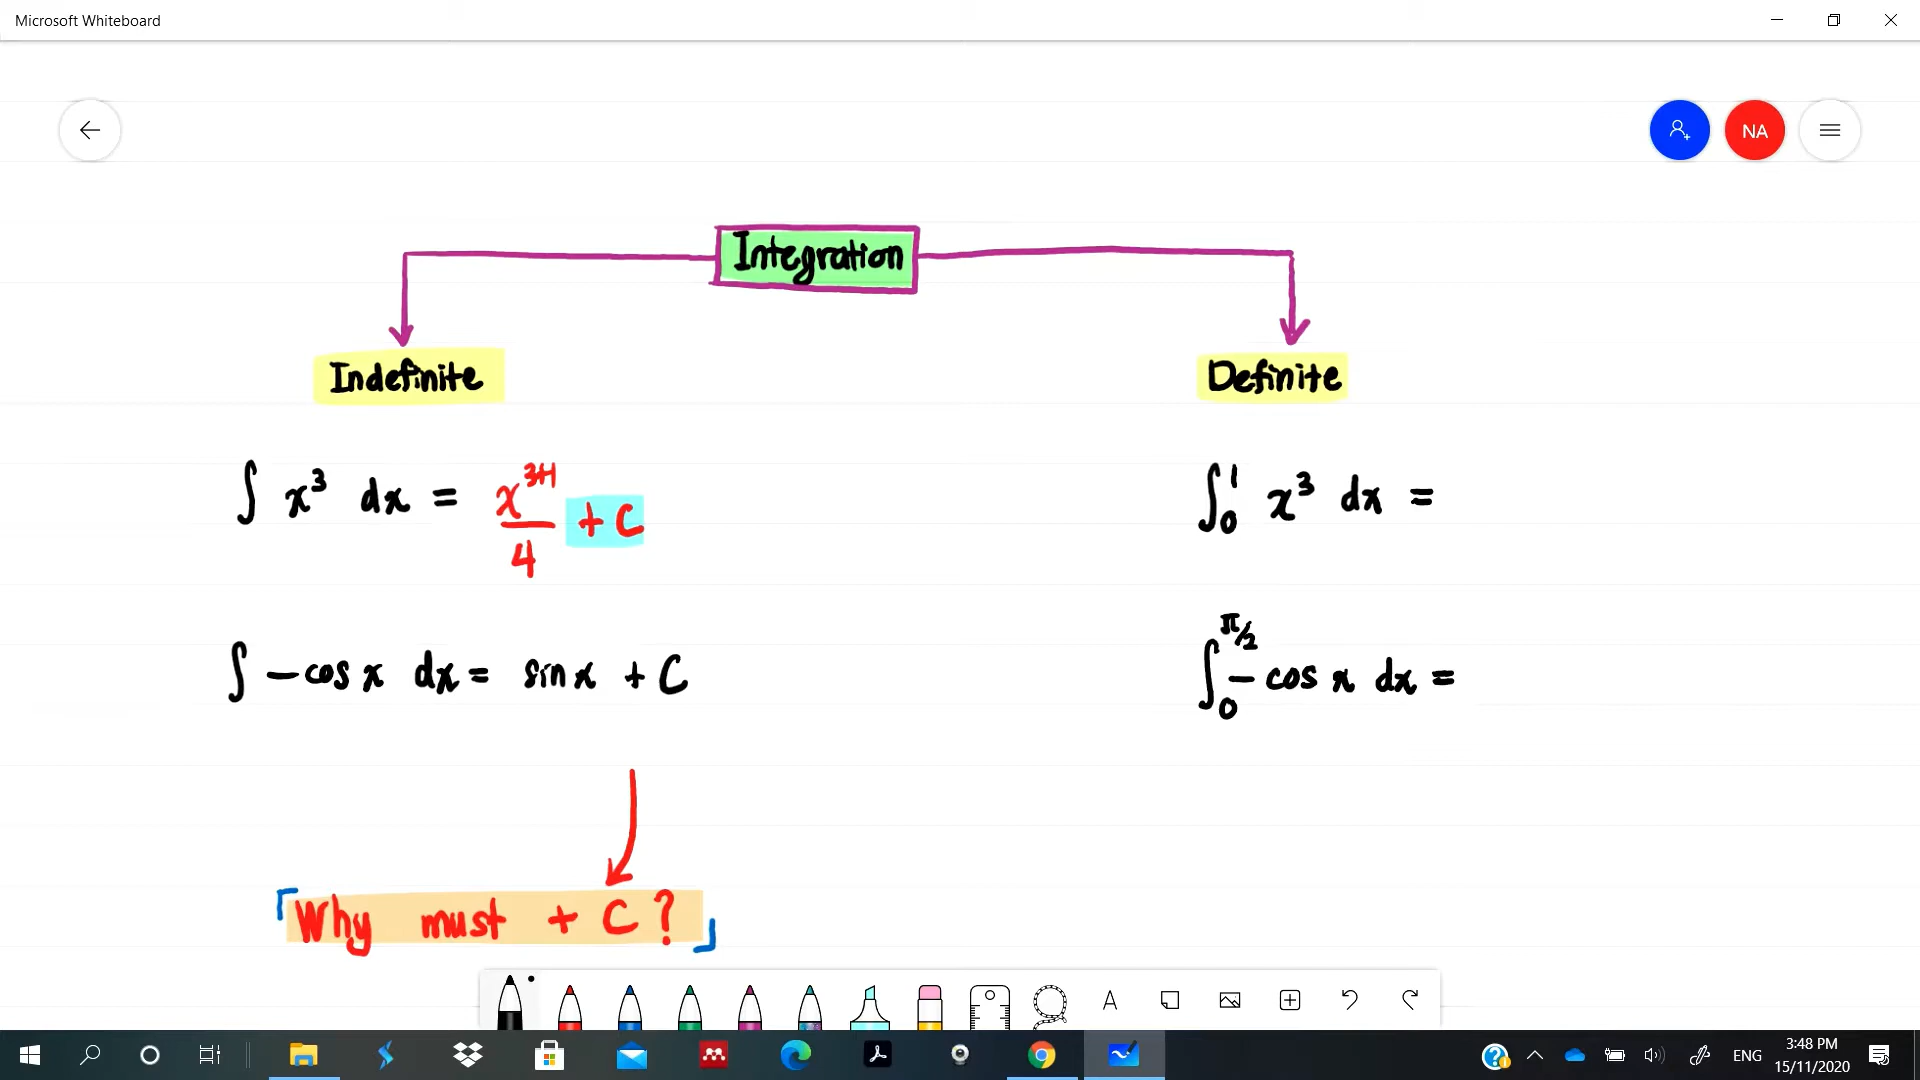 Microsoft Whiteboard
NA
Integration
Indefinite
Definite
∫ x³ dx = x³⁺¹/4 + C
∫₀¹ x³ dx =
∫ − cos x dx = sin x + C
∫₀^π/2 − cos x dx =
Why must + C?
A
ENG
3:48 PM
15/11/2020